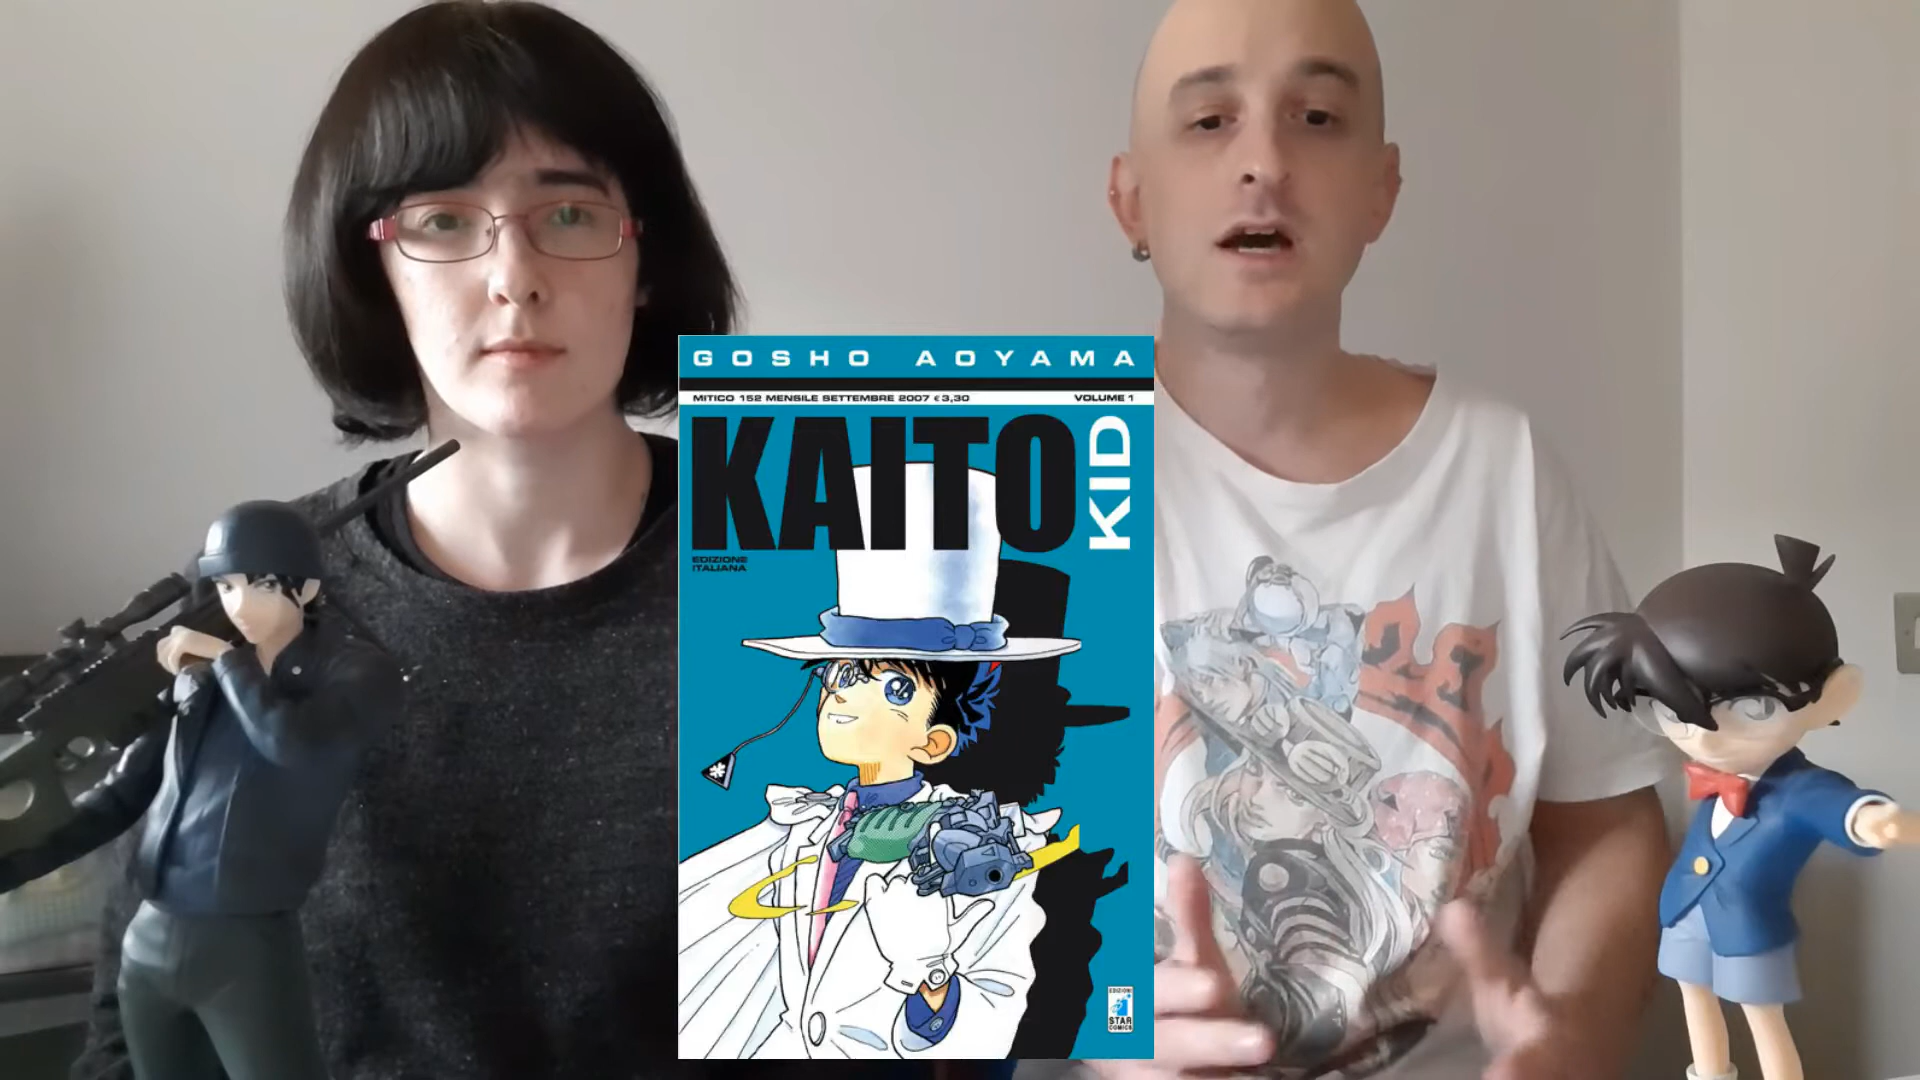 GOSHO AOYAMA
MITICO 152 MENSILE SETTEMBRE 2007 € 3,30 VOLUME 1
KAITO KID
EDIZIONE
ITALIANA
EDIZIONI
STAR
COMICS